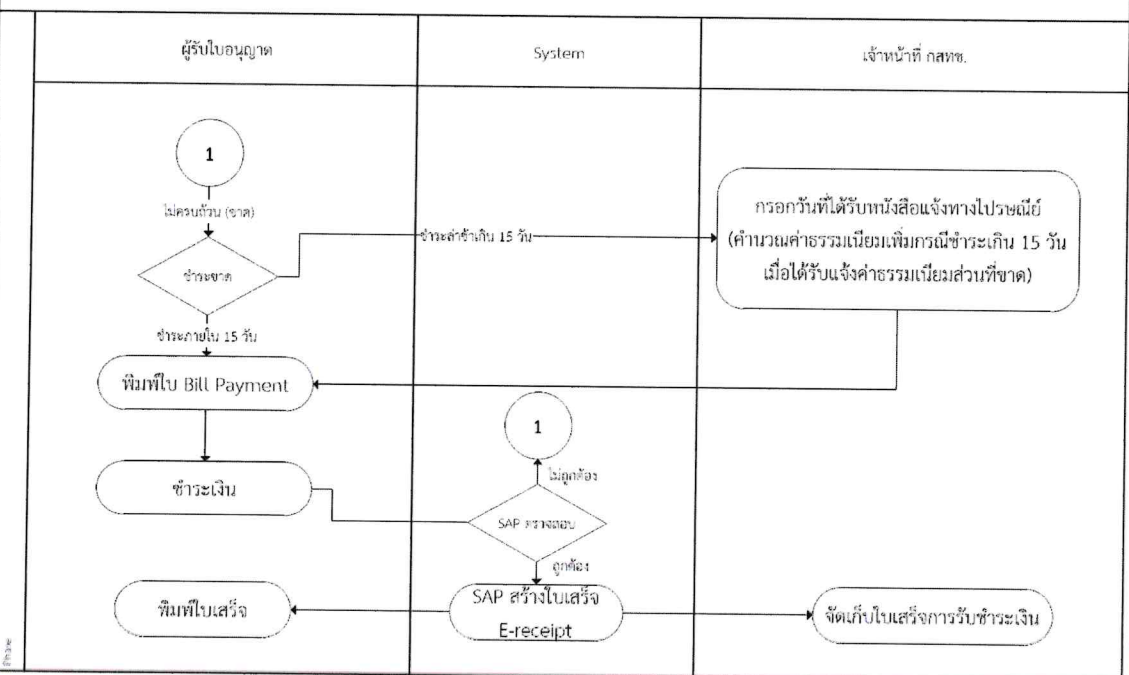 ผู้รับใบอนุญาต
System
เจ้าหน้าที่ กสทช.
1
ไม่ครบถ้วน (ขาด)
ชำระขาด
ชำระล่าช้าเกิน 15 วัน
กรอกวันที่ได้รับหนังสือแจ้งทางไปรษณีย์
(คำนวณค่าธรรมเนียมเพิ่มกรณีชำระเกิน 15 วัน
เมื่อได้รับแจ้งค่าธรรมเนียมส่วนที่ขาด)
ชำระภายใน 15 วัน
พิมพ์ใบ Bill Payment
1
ไม่ถูกต้อง
ชำระเงิน
SAP ตรวจสอบ
ถูกต้อง
พิมพ์ใบเสร็จ
SAP สร้างใบเสร็จ
E-receipt
จัดเก็บใบเสร็จการรับชำระเงิน